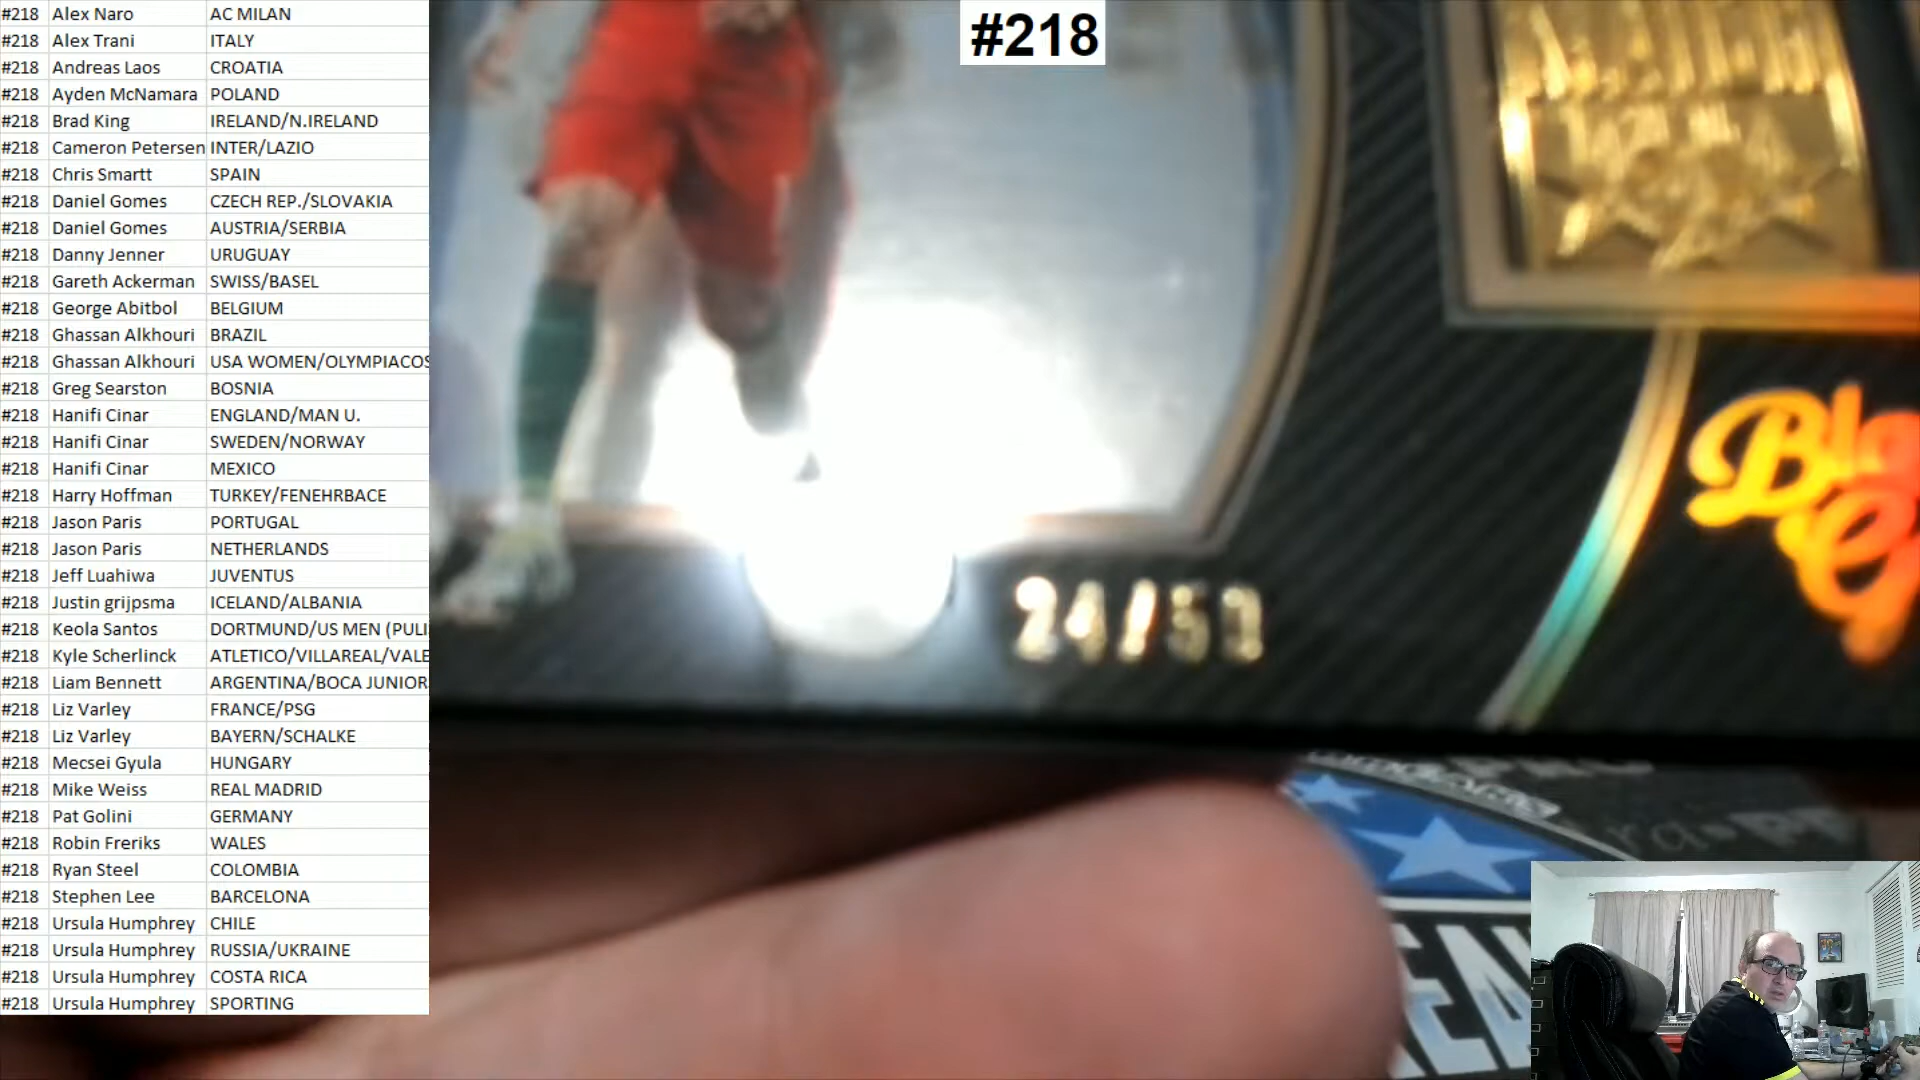 #218 Alex Naro AC MILAN
#218 Alex Trani ITALY
#218 Andreas Laos CROATIA
#218 Ayden McNamara POLAND
#218 Brad King IRELAND/N.IRELAND
#218 Cameron Petersen INTER/LAZIO
#218 Chris Smartt SPAIN
#218 Daniel Gomes CZECH REP./SLOVAKIA
#218 Daniel Gomes AUSTRIA/SERBIA
#218 Danny Jenner URUGUAY
#218 Gareth Ackerman SWISS/BASEL
#218 George Abitbol BELGIUM
#218 Ghassan Alkhouri BRAZIL
#218 Ghassan Alkhouri USA WOMEN/OLYMPIACOS
#218 Greg Searston BOSNIA
#218 Hanifi Cinar ENGLAND/MAN U.
#218 Hanifi Cinar SWEDEN/NORWAY
#218 Hanifi Cinar MEXICO
#218 Harry Hoffman TURKEY/FENEHRBACE
#218 Jason Paris PORTUGAL
#218 Jason Paris NETHERLANDS
#218 Jeff Luahiwa JUVENTUS
#218 Justin grijpsma ICELAND/ALBANIA
#218 Keola Santos DORTMUND/US MEN (PULI
#218 Kyle Scherlinck ATLETICO/VILLAREAL/VALE
#218 Liam Bennett ARGENTINA/BOCA JUNIOR
#218 Liz Varley FRANCE/PSG
#218 Liz Varley BAYERN/SCHALKE
#218 Mecsei Gyula HUNGARY
#218 Mike Weiss REAL MADRID
#218 Pat Golini GERMANY
#218 Robin Freriks WALES
#218 Ryan Steel COLOMBIA
#218 Stephen Lee BARCELONA
#218 Ursula Humphrey CHILE
#218 Ursula Humphrey RUSSIA/UKRAINE
#218 Ursula Humphrey COSTA RICA
#218 Ursula Humphrey SPORTING
#218
24/50